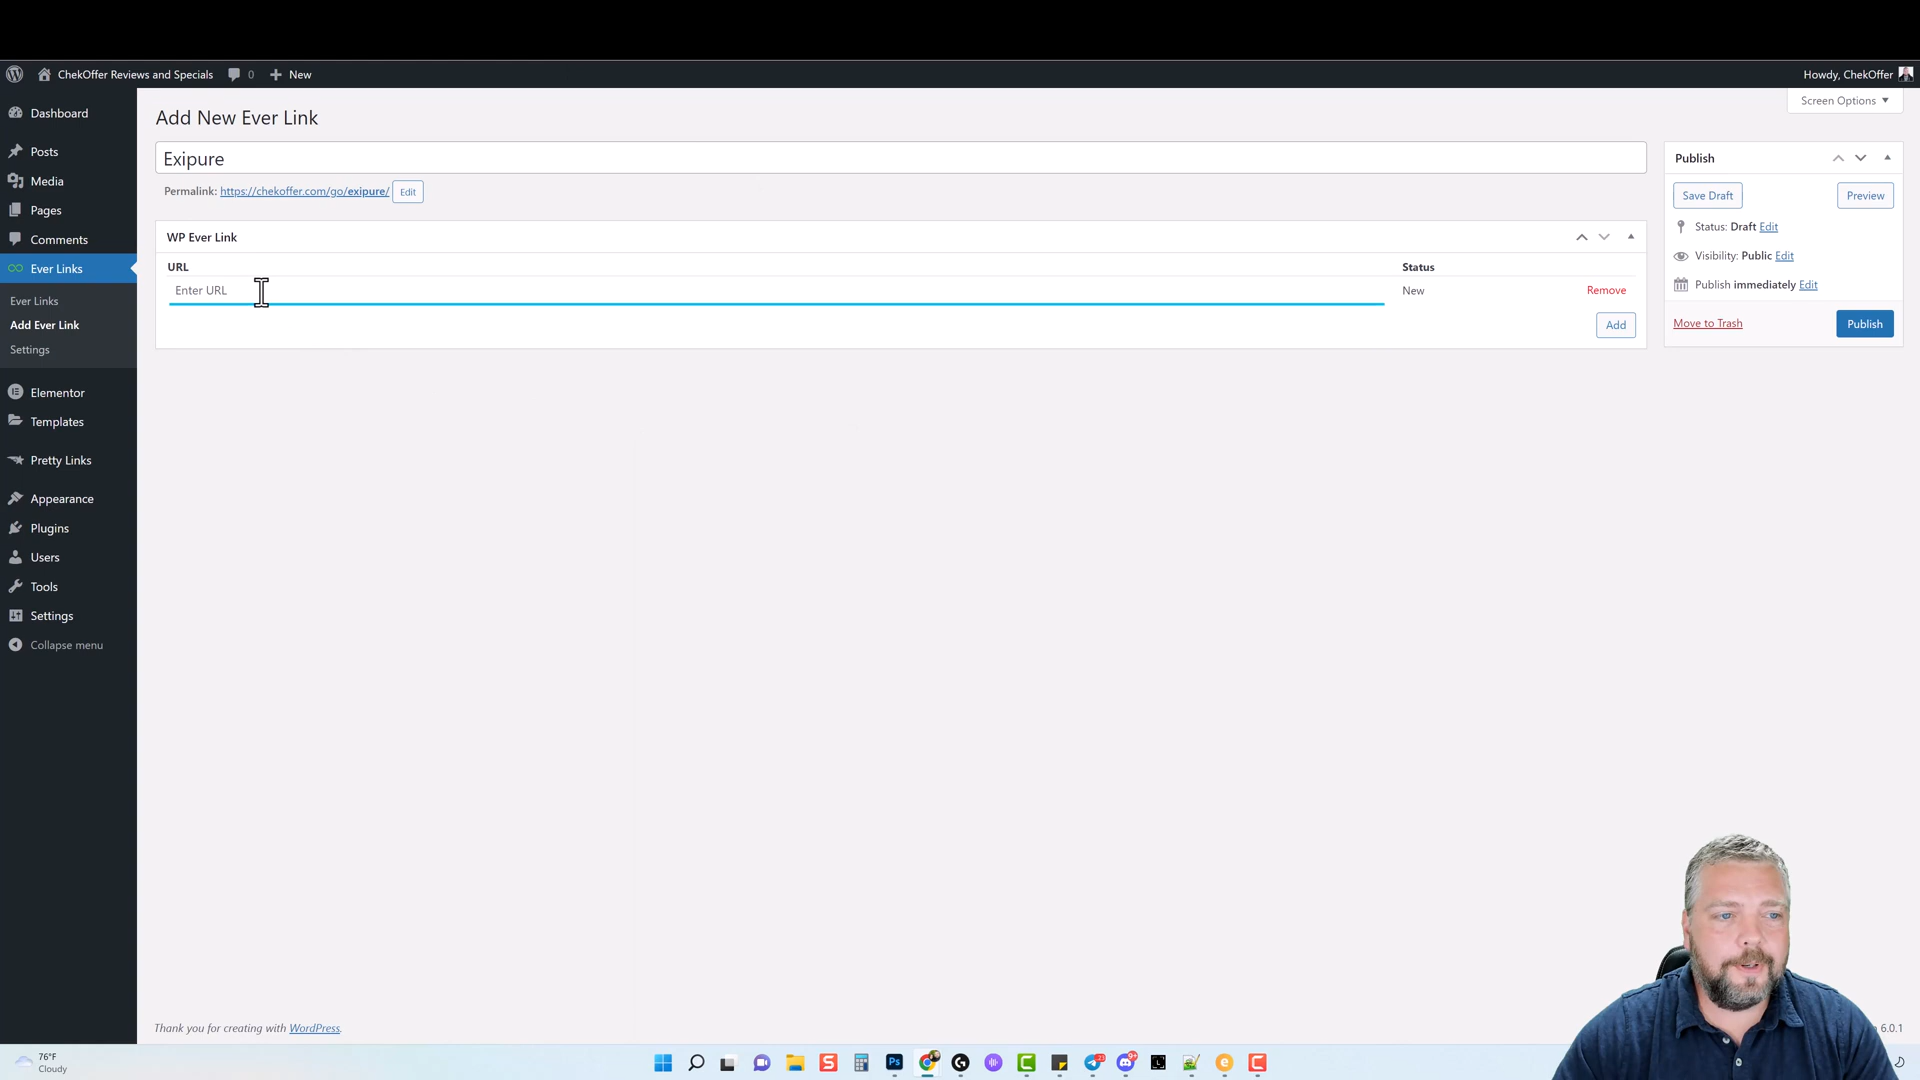 ChekOffer Reviews and Specials 0 New Howdy, ChekOffer
Screen Options
Dashboard
Posts
Media
Pages
Comments
Ever Links
Ever Links
Add Ever Link
Settings
Elementor
Templates
Pretty Links
Appearance
Plugins
Users
Tools
Settings
Collapse menu
Add New Ever Link
Exipure
Permalink: https://chekoffer.com/go/exipure/ Edit
WP Ever Link
URL Status
Enter URL New Remove
Add
Publish
Save Draft Preview
Status: Draft Edit
Visibility: Public Edit
Publish immediately Edit
Move to Trash Publish
Thank you for creating with WordPress.
6.0.1
76°F
Cloudy